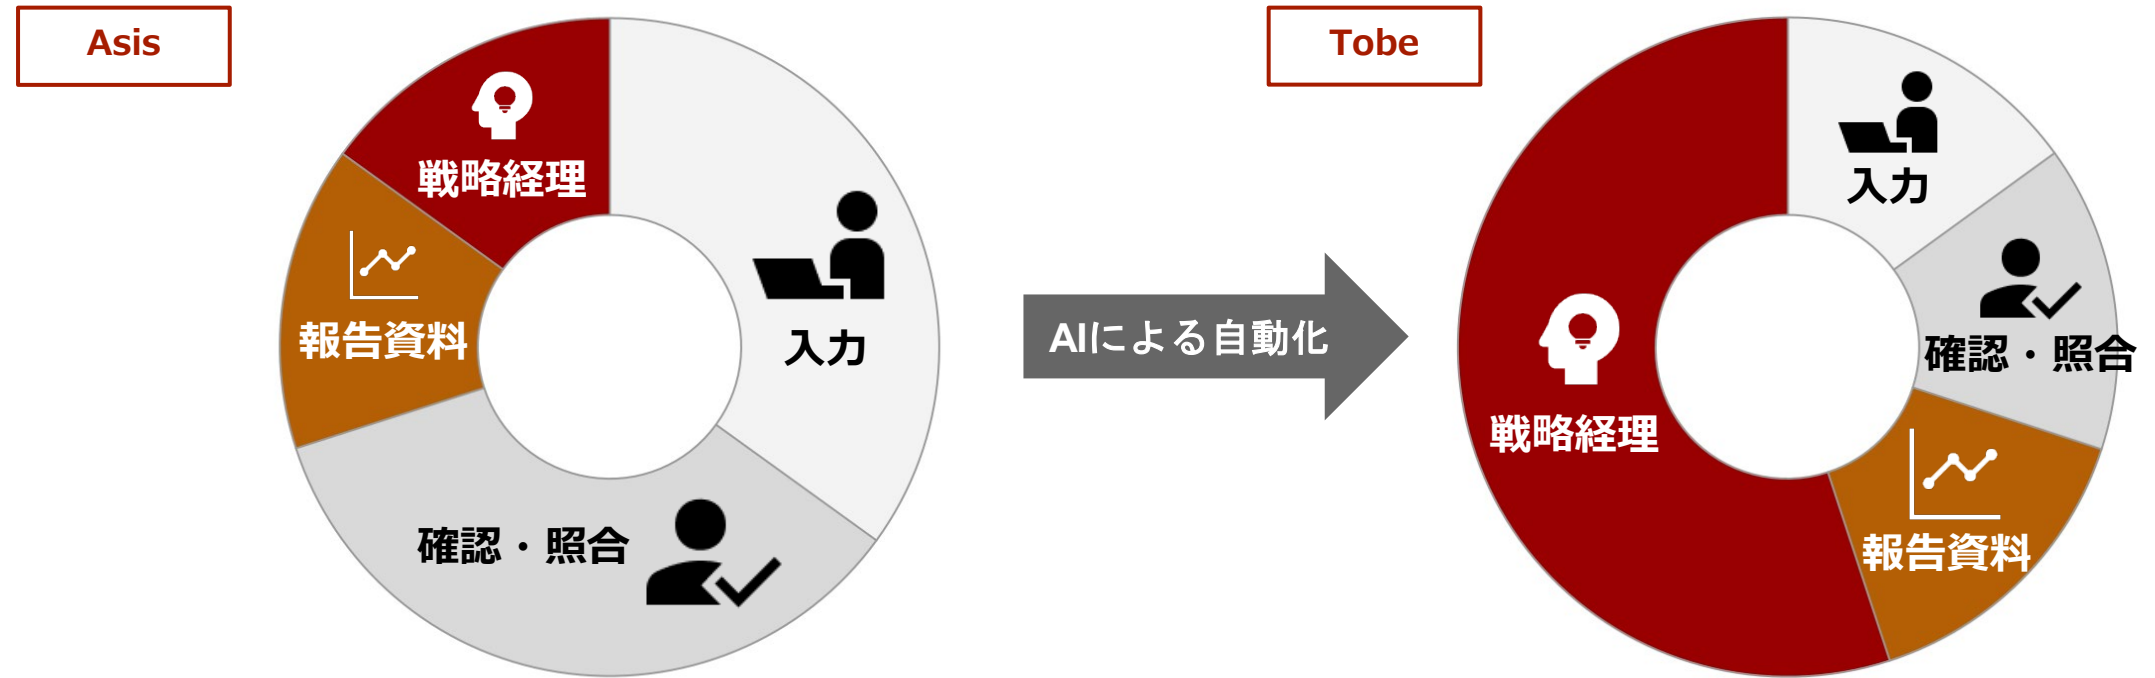 Asis
戦略経理
入力
報告資料
確認・照合
AIによる自動化
Tobe
入力
確認・照合
戦略経理
報告資料